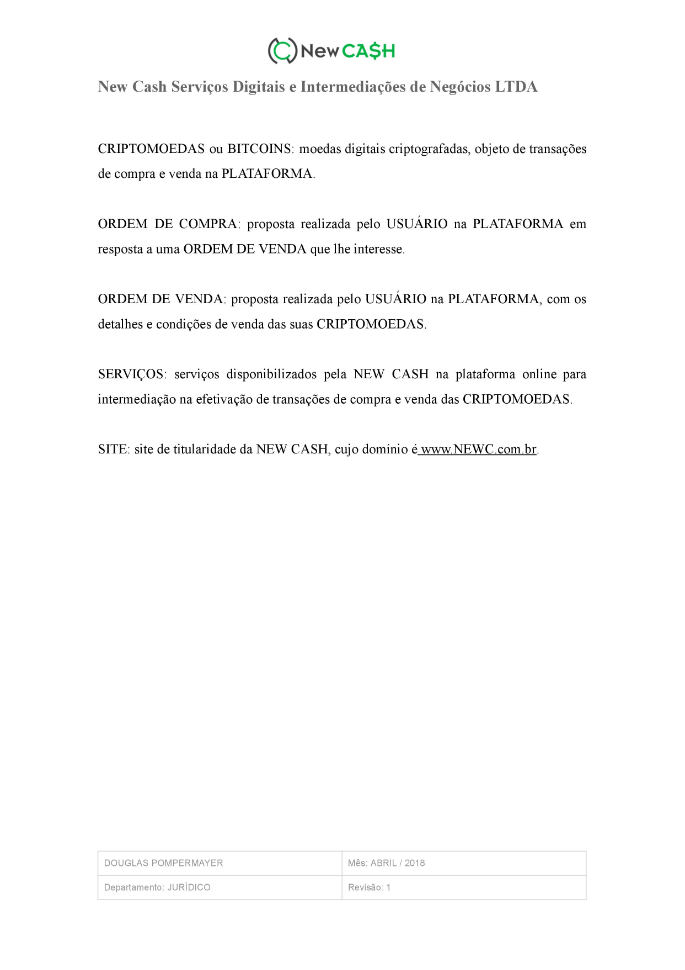 New CA$H
New Cash Serviços Digitais e Intermediações de Negócios LTDA
CRIPTOMOEDAS ou BITCOINS: moedas digitais criptografadas, objeto de transações
de compra e venda na PLATAFORMA.
ORDEM DE COMPRA: proposta realizada pelo USUÁRIO na PLATAFORMA em
resposta a uma ORDEM DE VENDA que lhe interesse.
ORDEM DE VENDA: proposta realizada pelo USUÁRIO na PLATAFORMA, com os
detalhes e condições de venda das suas CRIPTOMOEDAS.
SERVIÇOS: serviços disponibilizados pela NEW CASH na plataforma online para
intermediação na efetivação de transações de compra e venda das CRIPTOMOEDAS.
SITE: site de titularidade da NEW CASH, cujo domínio é www.NEWC.com.br.
DOUGLAS POMPERMAYER Mês: ABRIL / 2018
Departamento: JURÍDICO Revisão: 1